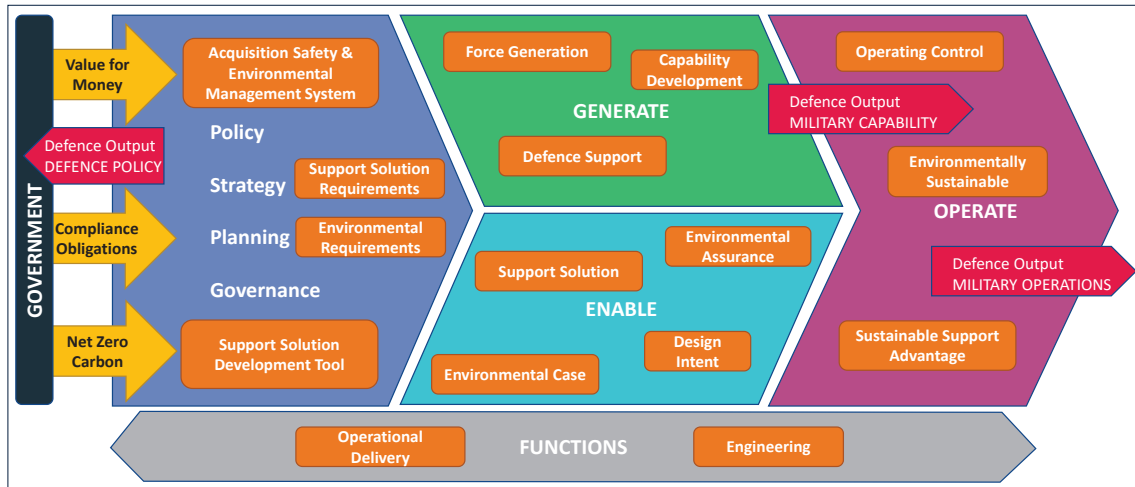 GOVERNMENT
Value for
Money
Defence Output
DEFENCE POLICY
Compliance
Obligations
Net Zero
Carbon
Acquisition Safety &
Environmental
Management System
Policy
Strategy
Support Solution
Requirements
Planning
Environmental
Requirements
Governance
Support Solution
Development Tool
Force Generation
Capability
Development
GENERATE
Defence Support
Environmental
Assurance
Support Solution
ENABLE
Design
Intent
Environmental Case
Operating Control
Defence Output
MILITARY CAPABILITY
Environmentally
Sustainable
OPERATE
Defence Output
MILITARY OPERATIONS
Sustainable Support
Advantage
Operational
Delivery
FUNCTIONS
Engineering